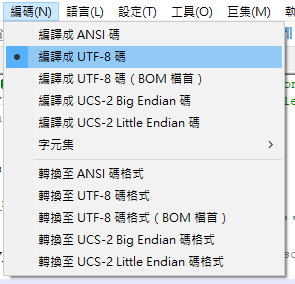 編碼(N) 語言(L) 設定(T) 工具(O) 巨集(M)
編譯成 ANSI 碼
編譯成 UTF-8 碼
編譯成 UTF-8 碼（BOM 檔首）
編譯成 UCS-2 Big Endian 碼
編譯成 UCS-2 Little Endian 碼
字元集
轉換至 ANSI 碼格式
轉換至 UTF-8 碼格式
轉換至 UTF-8 碼格式（BOM 檔首）
轉換至 UCS-2 Big Endian 碼格式
轉換至 UCS-2 Little Endian 碼格式